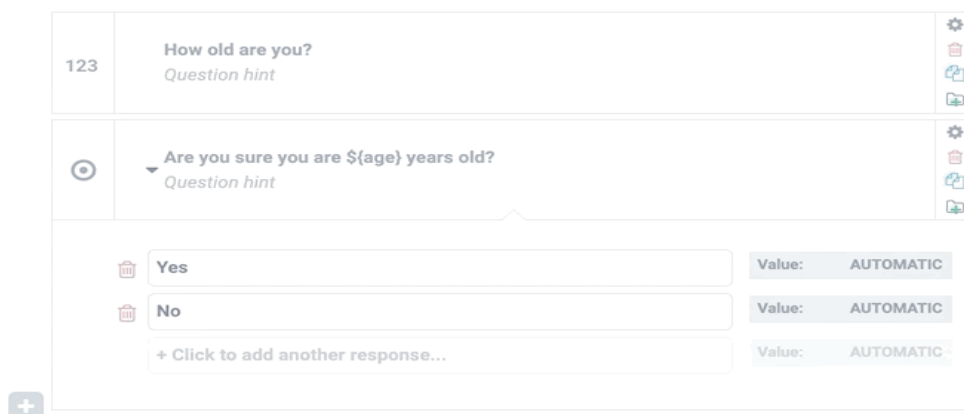 How old are you?
123
Question hint
Are you sure you are ${age} years old?
Question hint
Yes
Value: AUTOMATIC
No
Value: AUTOMATIC
+ Click to add another response...
Value: AUTOMATIC
+